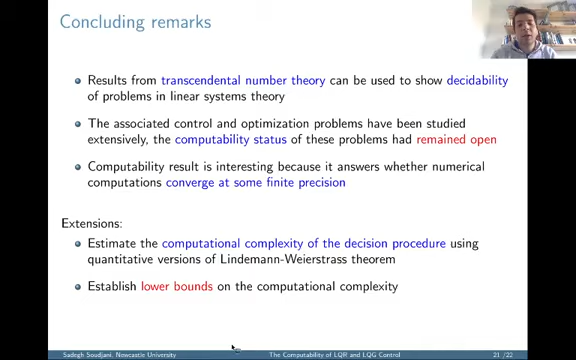 Concluding remarks
Results from transcendental number theory can be used to show decidability
of problems in linear systems theory
The associated control and optimization problems have been studied
extensively, the computability status of these problems had remained open
Computability result is interesting because it answers whether numerical
computations converge at some finite precision
Extensions:
Estimate the computational complexity of the decision procedure using
quantitative versions of Lindemann-Weierstrass theorem
Establish lower bounds on the computational complexity
Sadegh Soudjani, Newcastle University The Computability of LQR and LQG Control 21 / 22